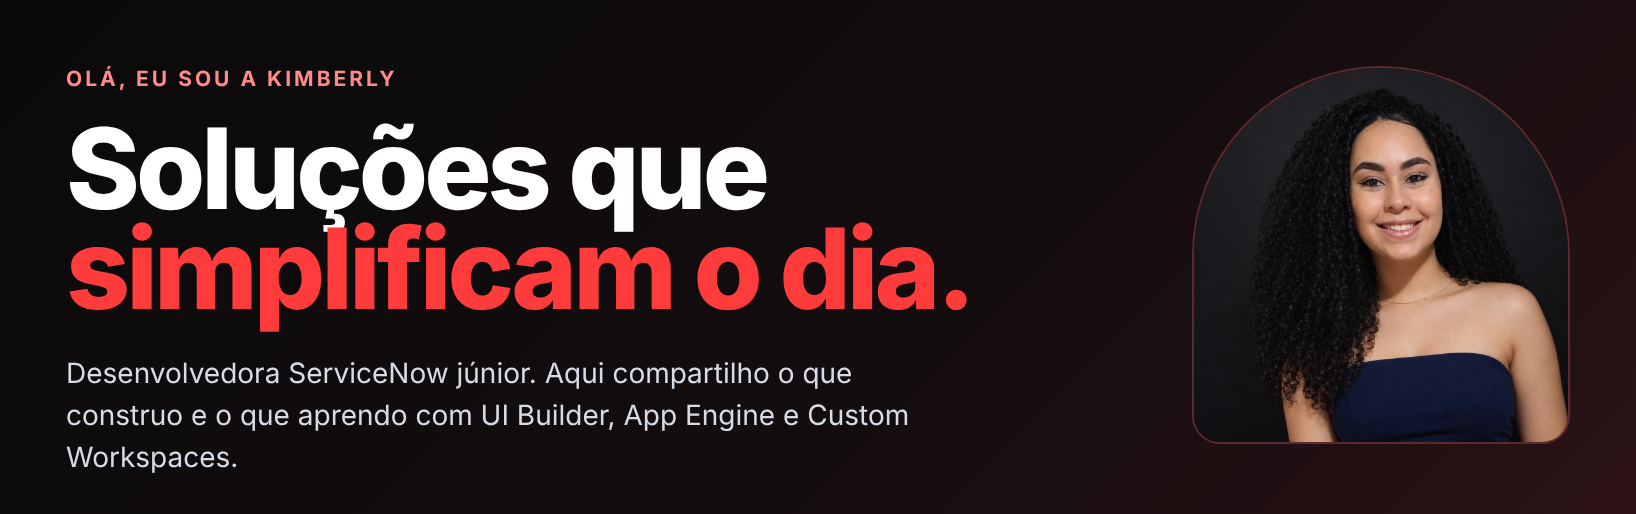 OLÁ, EU SOU A KIMBERLY
Soluções que
simplificam o dia.
Desenvolvedora ServiceNow júnior. Aqui compartilho o que
construo e o que aprendo com UI Builder, App Engine e Custom
Workspaces.